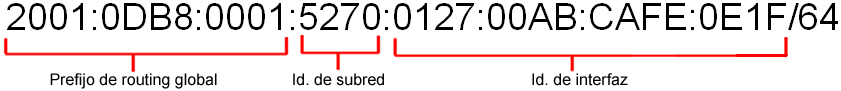 2001:0DB8:0001:5270:0127:00AB:CAFE:0E1F/64
Prefijo de routing global Id. de subred Id. de interfaz